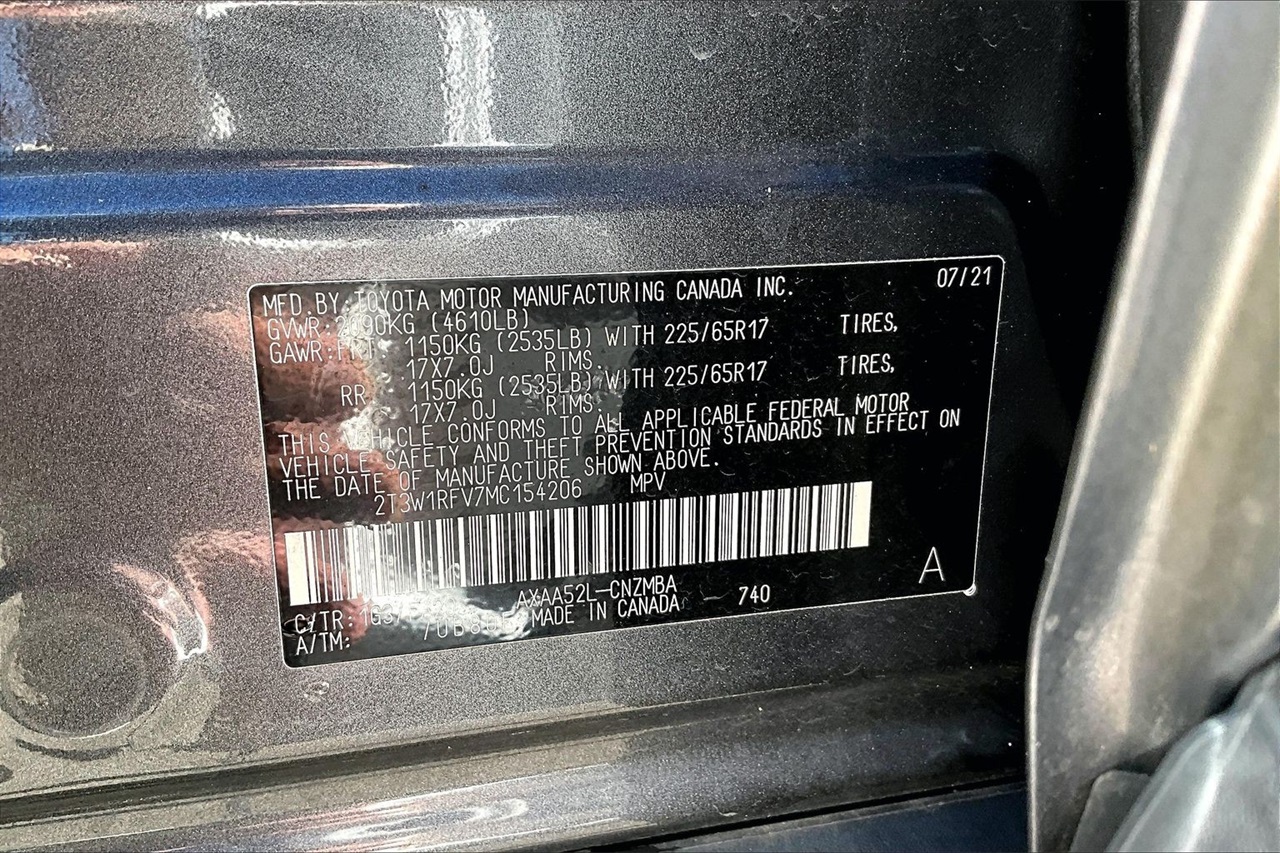 MFD.BY:TOYOTA MOTOR MANUFACTURING CANADA INC. 07/21
GVWR: (4610LB)
GAWR: 1150KG (2535LB) WITH 225/65R17 TIRES,
17X7.0J RIMS.
RR 1150KG (2535LB) WITH 225/65R17 TIRES,
17X7.0J RIMS.
THIS VEHICLE CONFORMS TO ALL APPLICABLE FEDERAL MOTOR
VEHICLE SAFETY AND THEFT PREVENTION STANDARDS IN EFFECT ON
THE DATE OF MANUFACTURE SHOWN ABOVE.
2T3W1RFV7MC154206 MPV
AXAA52L-CNZMBA 740 A
C/TR: MADE IN CANADA
A/TM: